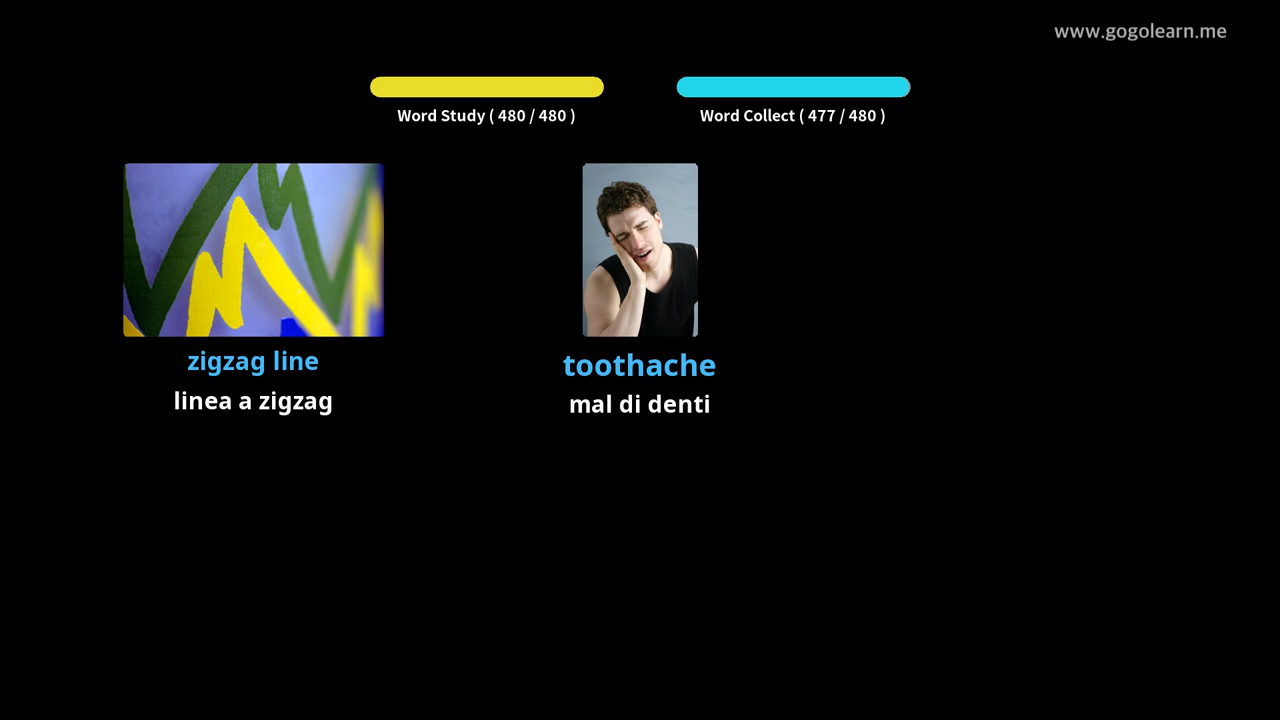 www.gogolearn.me
Word Study ( 480 / 480 )
Word Collect ( 477 / 480 )
zigzag line
linea a zigzag
toothache
mal di denti